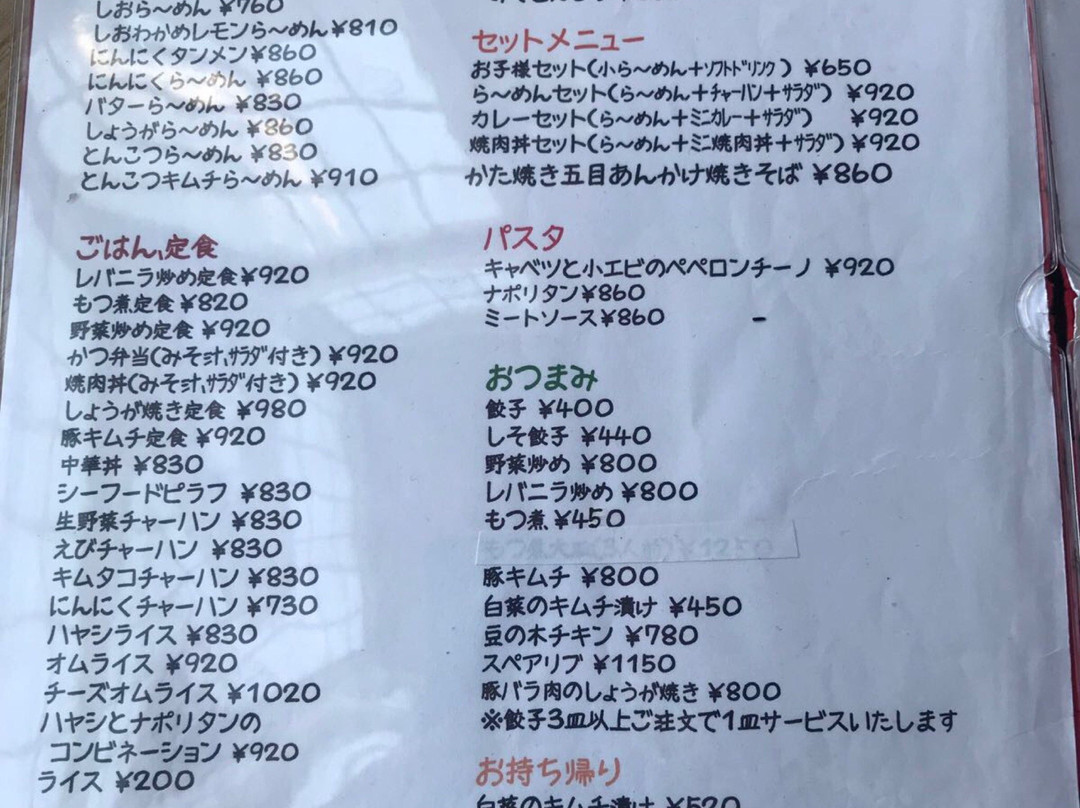 しおら～めん ¥760
しおわかめレモンら～めん¥810
にんにくタンメン¥860
にんにくら～めん ¥860
バターら～めん ¥830
しょうがら～めん ¥860
とんこつら～めん ¥830
とんこつキムチら～めん ¥910
ごはん、定食
レバニラ炒め定食¥920
もつ煮定食¥820
野菜炒め定食 ¥920
かつ弁当(みそ汁、ｻﾗﾀﾞ付き) ¥920
焼肉丼(みそ汁、ｻﾗﾀﾞ付き) ¥920
しょうが焼き定食 ¥980
豚キムチ定食 ¥920
中華丼 ¥830
シーフードピラフ ¥830
生野菜チャーハン ¥830
えびチャーハン ¥830
キムタコチャーハン ¥830
にんにくチャーハン ¥730
ハヤシライス ¥830
オムライス ¥920
チーズオムライス ¥1020
ハヤシとナポリタンの
コンビネーション ¥920
ライス ¥200
セットメニュー
お子様セット(小ら～めん＋ｿﾌﾄﾄﾞﾘﾝｸ) ¥650
ら～めんセット(ら～めん＋ﾁｬｰﾊﾝ＋ｻﾗﾀﾞ) ¥920
カレーセット(ら～めん＋ﾐﾆｶﾚｰ＋ｻﾗﾀﾞ) ¥920
焼肉丼セット(ら～めん＋ﾐﾆ焼肉丼＋ｻﾗﾀﾞ) ¥920
かた焼き五目あんかけ焼きそば ¥860
パスタ
キャベツと小エビのペペロンチーノ ¥920
ナポリタン¥860
ミートソース¥860
おつまみ
餃子 ¥400
しそ餃子 ¥440
野菜炒め ¥800
レバニラ炒め ¥800
もつ煮 ¥450
豚キムチ ¥800
白菜のキムチ漬け ¥450
豆の木チキン ¥780
スペアリブ ¥1150
豚バラ肉のしょうが焼き ¥800
※餃子3皿以上ご注文で1皿サービスいたします
お持ち帰り
白菜のキムチ漬け ¥520